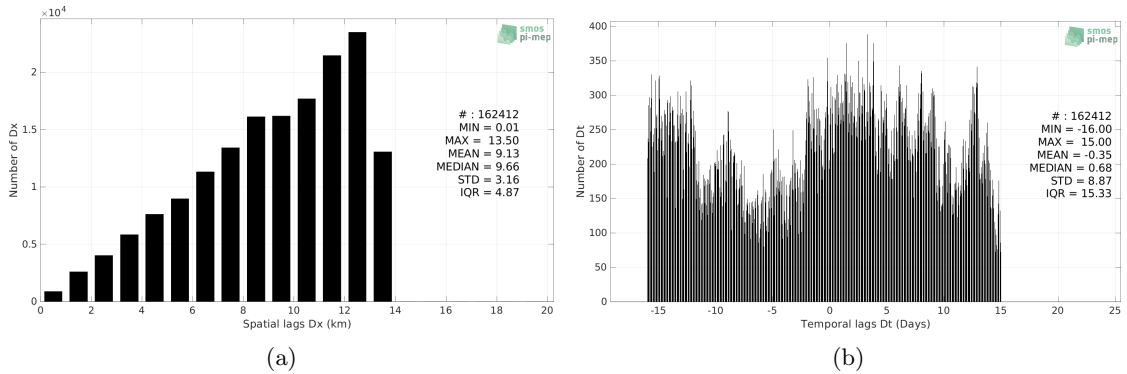 ×10⁴
2
1.5
1
0.5
0
Number of Dx
0 2 4 6 8 10 12 14 16 18 20
Spatial lags Dx (km)
smos
pi-mep
# : 162412
MIN = 0.01
MAX = 13.50
MEAN = 9.13
MEDIAN = 9.66
STD = 3.16
IQR = 4.87
(a)
400
350
300
250
200
150
100
50
0
Number of Dt
-15 -10 -5 0 5 10 15 20 25
Temporal lags Dt (Days)
smos
pi-mep
# : 162412
MIN = -16.00
MAX = 15.00
MEAN = -0.35
MEDIAN = 0.68
STD = 8.87
IQR = 15.33
(b)